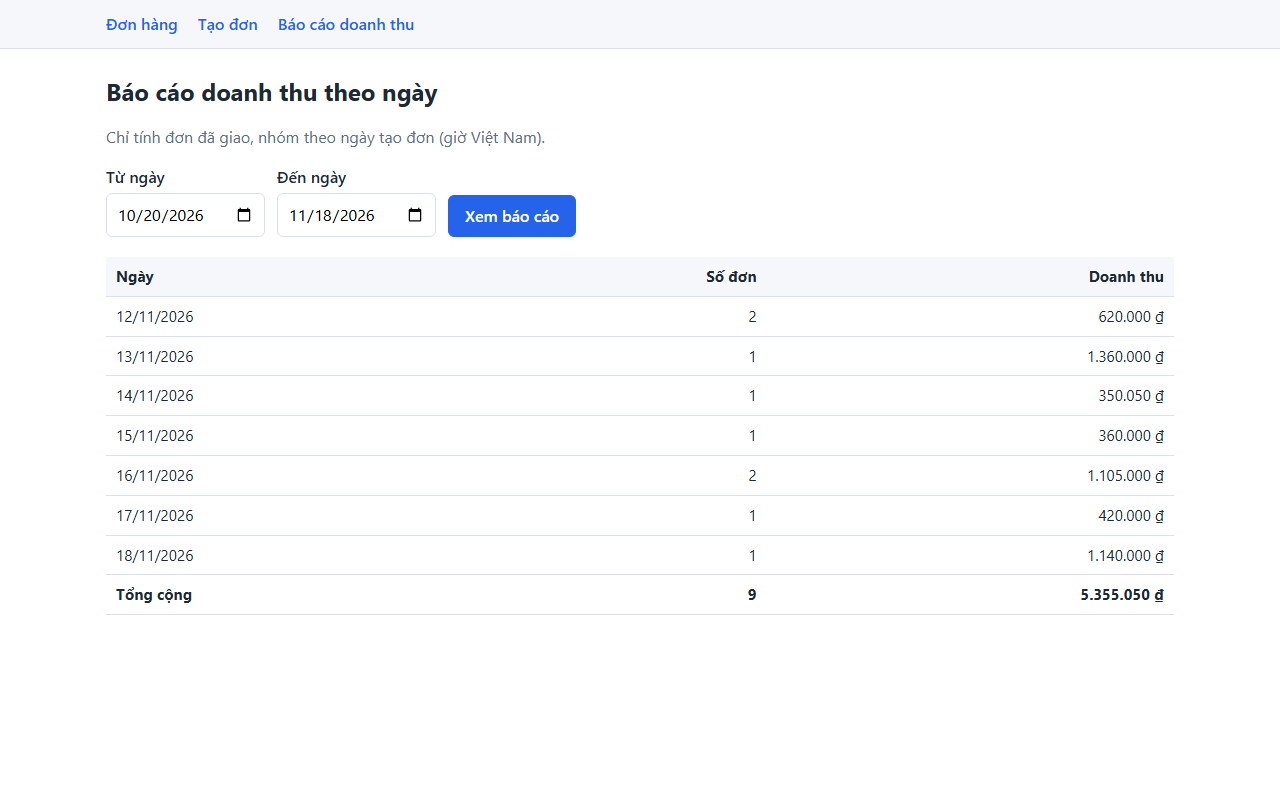 Đơn hàng Tạo đơn Báo cáo doanh thu
Báo cáo doanh thu theo ngày
Chỉ tính đơn đã giao, nhóm theo ngày tạo đơn (giờ Việt Nam).
Từ ngày Đến ngày
10/20/2026 11/18/2026 Xem báo cáo
Ngày Số đơn Doanh thu
12/11/2026 2 620.000 ₫
13/11/2026 1 1.360.000 ₫
14/11/2026 1 350.050 ₫
15/11/2026 1 360.000 ₫
16/11/2026 2 1.105.000 ₫
17/11/2026 1 420.000 ₫
18/11/2026 1 1.140.000 ₫
Tổng cộng 9 5.355.050 ₫